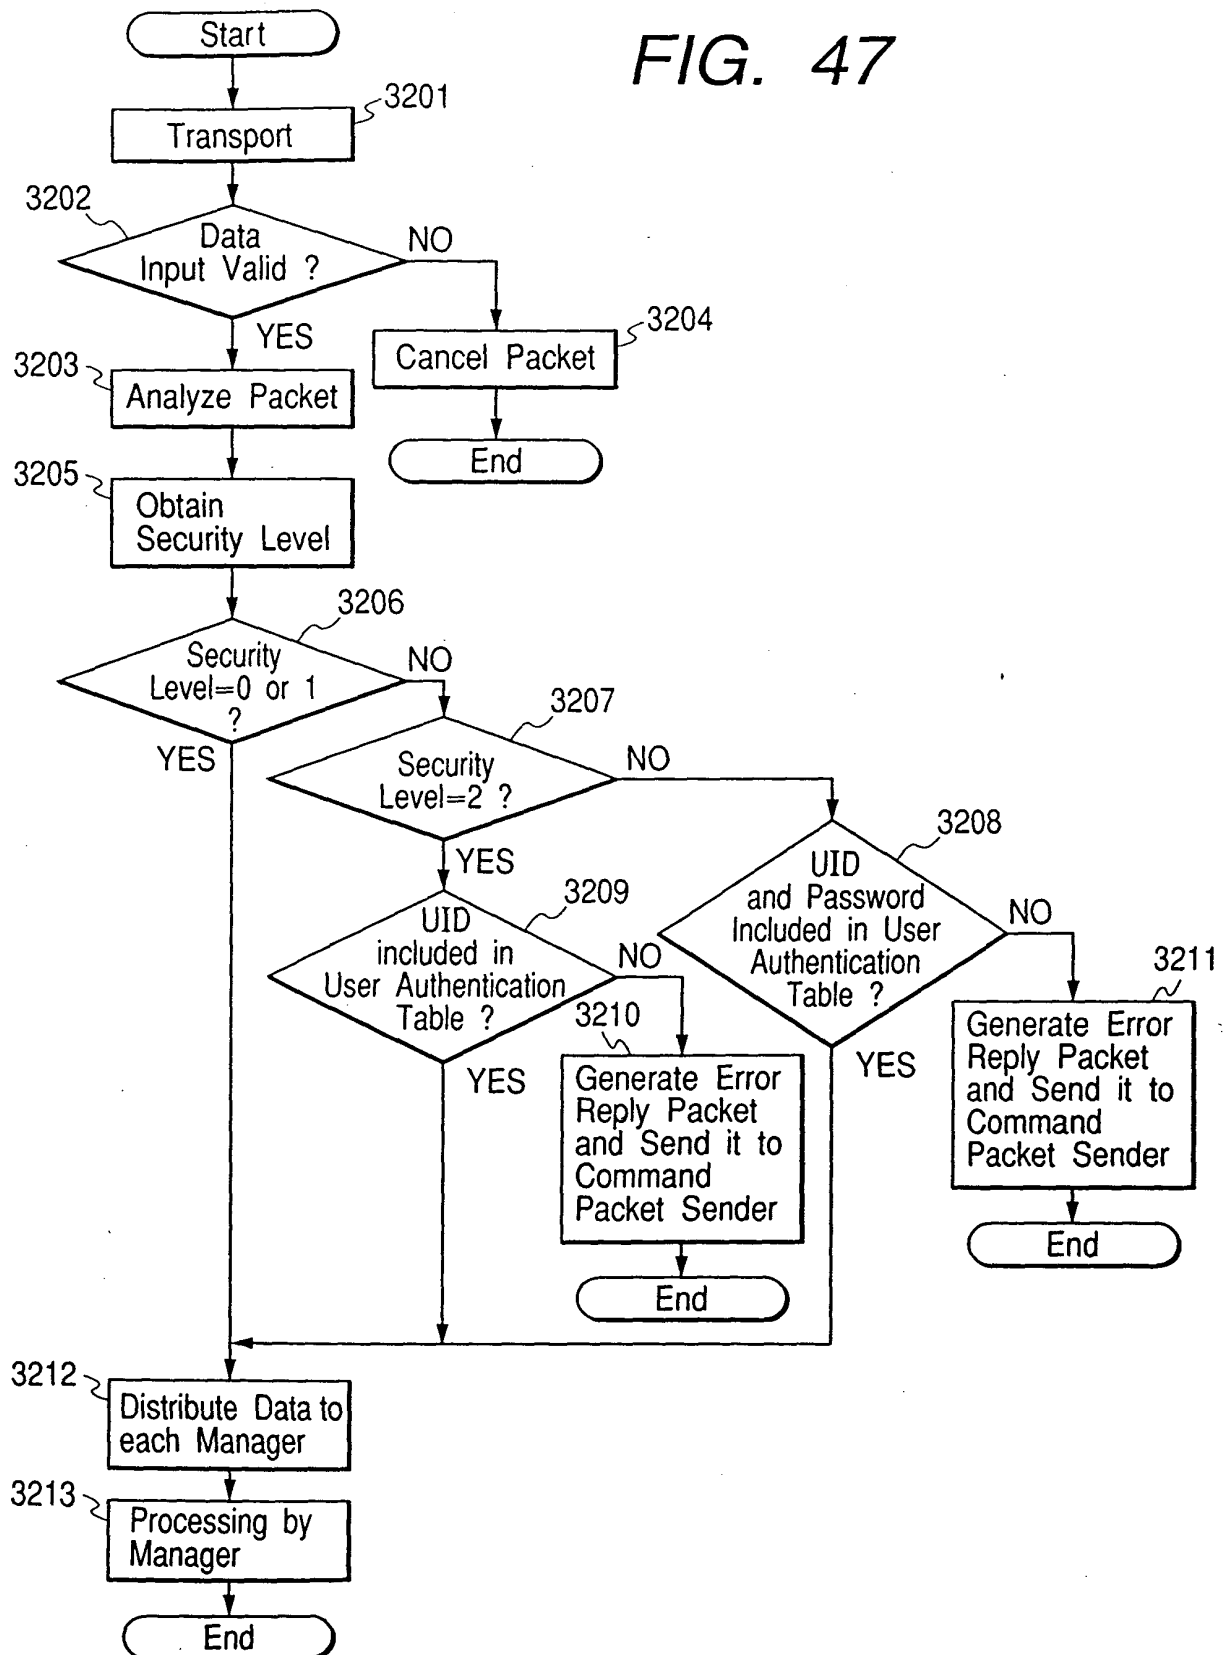 FIG. 47
Start
3201
Transport
3202
Data
Input Valid ?
NO
YES
3204
Cancel Packet
End
3203
Analyze Packet
3205
Obtain
Security Level
3206
Security
Level=0 or 1
?
NO
YES
3207
Security
Level=2 ?
NO
YES
3208
UID
and Password
Included in User
Authentication
Table ?
NO
YES
3209
UID
included in
User Authentication
Table ?
NO
YES
3210
Generate Error
Reply Packet
and Send it to
Command
Packet Sender
End
3211
Generate Error
Reply Packet
and Send it to
Command
Packet Sender
End
3212
Distribute Data to
each Manager
3213
Processing by
Manager
End